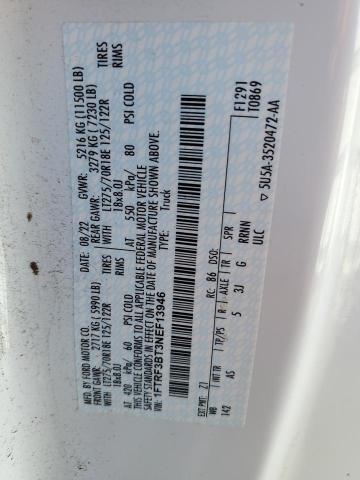 MFD. BY FORD MOTOR CO.
DATE: 08/22 GVWR: 5216 KG (11500 LB)
FRONT GAWR: 2717 KG (5990 LB) REAR GAWR: 3279 KG (7230 LB)
LT275/70R18E 125/122R TIRES WITH LT275/70R18E 125/122R TIRES
18x8.0J RIMS 18x8.0J RIMS
AT 420 kPa/ 60 PSI COLD AT 550 kPa/ 80 PSI COLD
THIS VEHICLE CONFORMS TO ALL APPLICABLE FEDERAL MOTOR VEHICLE
SAFETY STANDARDS IN EFFECT ON THE DATE OF MANUFACTURE SHOWN ABOVE.
VIN: 1FTRF3BT3NEF13946 TYPE: Truck
F1291
T0869
EXT PNT: Z1 RC: 86 DSO:
WB TP/PS R AXLE TR SPR
142 AS 5 3J G RRNN
ULC
5U5A-3520472-AA